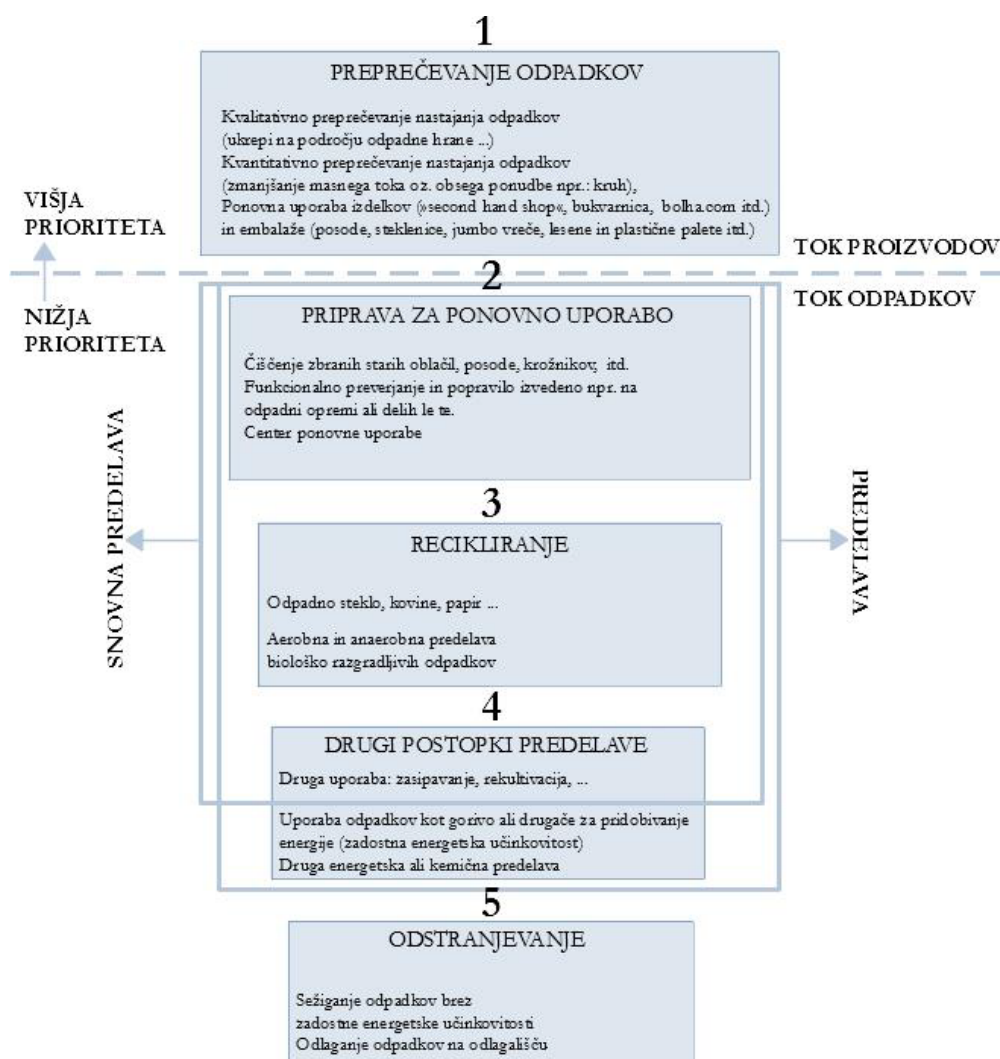 1
PREPREČEVANJE ODPADKOV
Kvalitativno preprečevanje nastajanja odpadkov
(ukrepi na področju odpadne hrane ...)
Kvantitativno preprečevanje nastajanja odpadkov
(zmanjšanje masnega toka oz. obsega ponudbe npr.: kruh),
Ponovna uporaba izdelkov (»second hand shop«, bukvarnica, bolha.com itd.)
in embalaže (posode, steklenice, jumbo vreče, lesene in plastične palete itd.)
VIŠJA
PRIORITETA
NIŽJA
PRIORITETA
TOK PROIZVODOV
TOK ODPADKOV
2
PRIPRAVA ZA PONOVNO UPORABO
Čiščenje zbranih starih oblačil, posode, krožnikov, itd.
Funkcionalno preverjanje in popravilo izvedeno npr. na
odpadni opremi ali delih le te.
Center ponovne uporabe
SNOVNA PREDELAVA
PREDELAVA
3
RECIKLIRANJE
Odpadno steklo, kovine, papir ...
Aerobna in anaerobna predelava
biološko razgradljivih odpadkov
4
DRUGI POSTOPKI PREDELAVE
Druga uporaba: zasipavanje, rekultivacija, ...
Uporaba odpadkov kot gorivo ali drugače za pridobivanje
energije (zadostna energetska učinkovitost)
Druga energetska ali kemična predelava
5
ODSTRANJEVANJE
Sežiganje odpadkov brez
zadostne energetske učinkovitosti
Odlaganje odpadkov na odlagališču